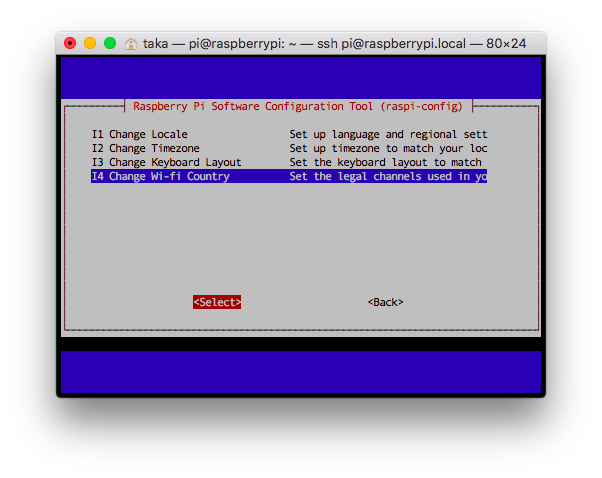 taka — pi@raspberrypi: ~ — ssh pi@raspberrypi.local — 80×24
Raspberry Pi Software Configuration Tool (raspi-config)
I1 Change Locale Set up language and regional sett
I2 Change Timezone Set up timezone to match your loc
I3 Change Keyboard Layout Set the keyboard layout to match
I4 Change Wi-fi Country Set the legal channels used in yo
<Select> <Back>